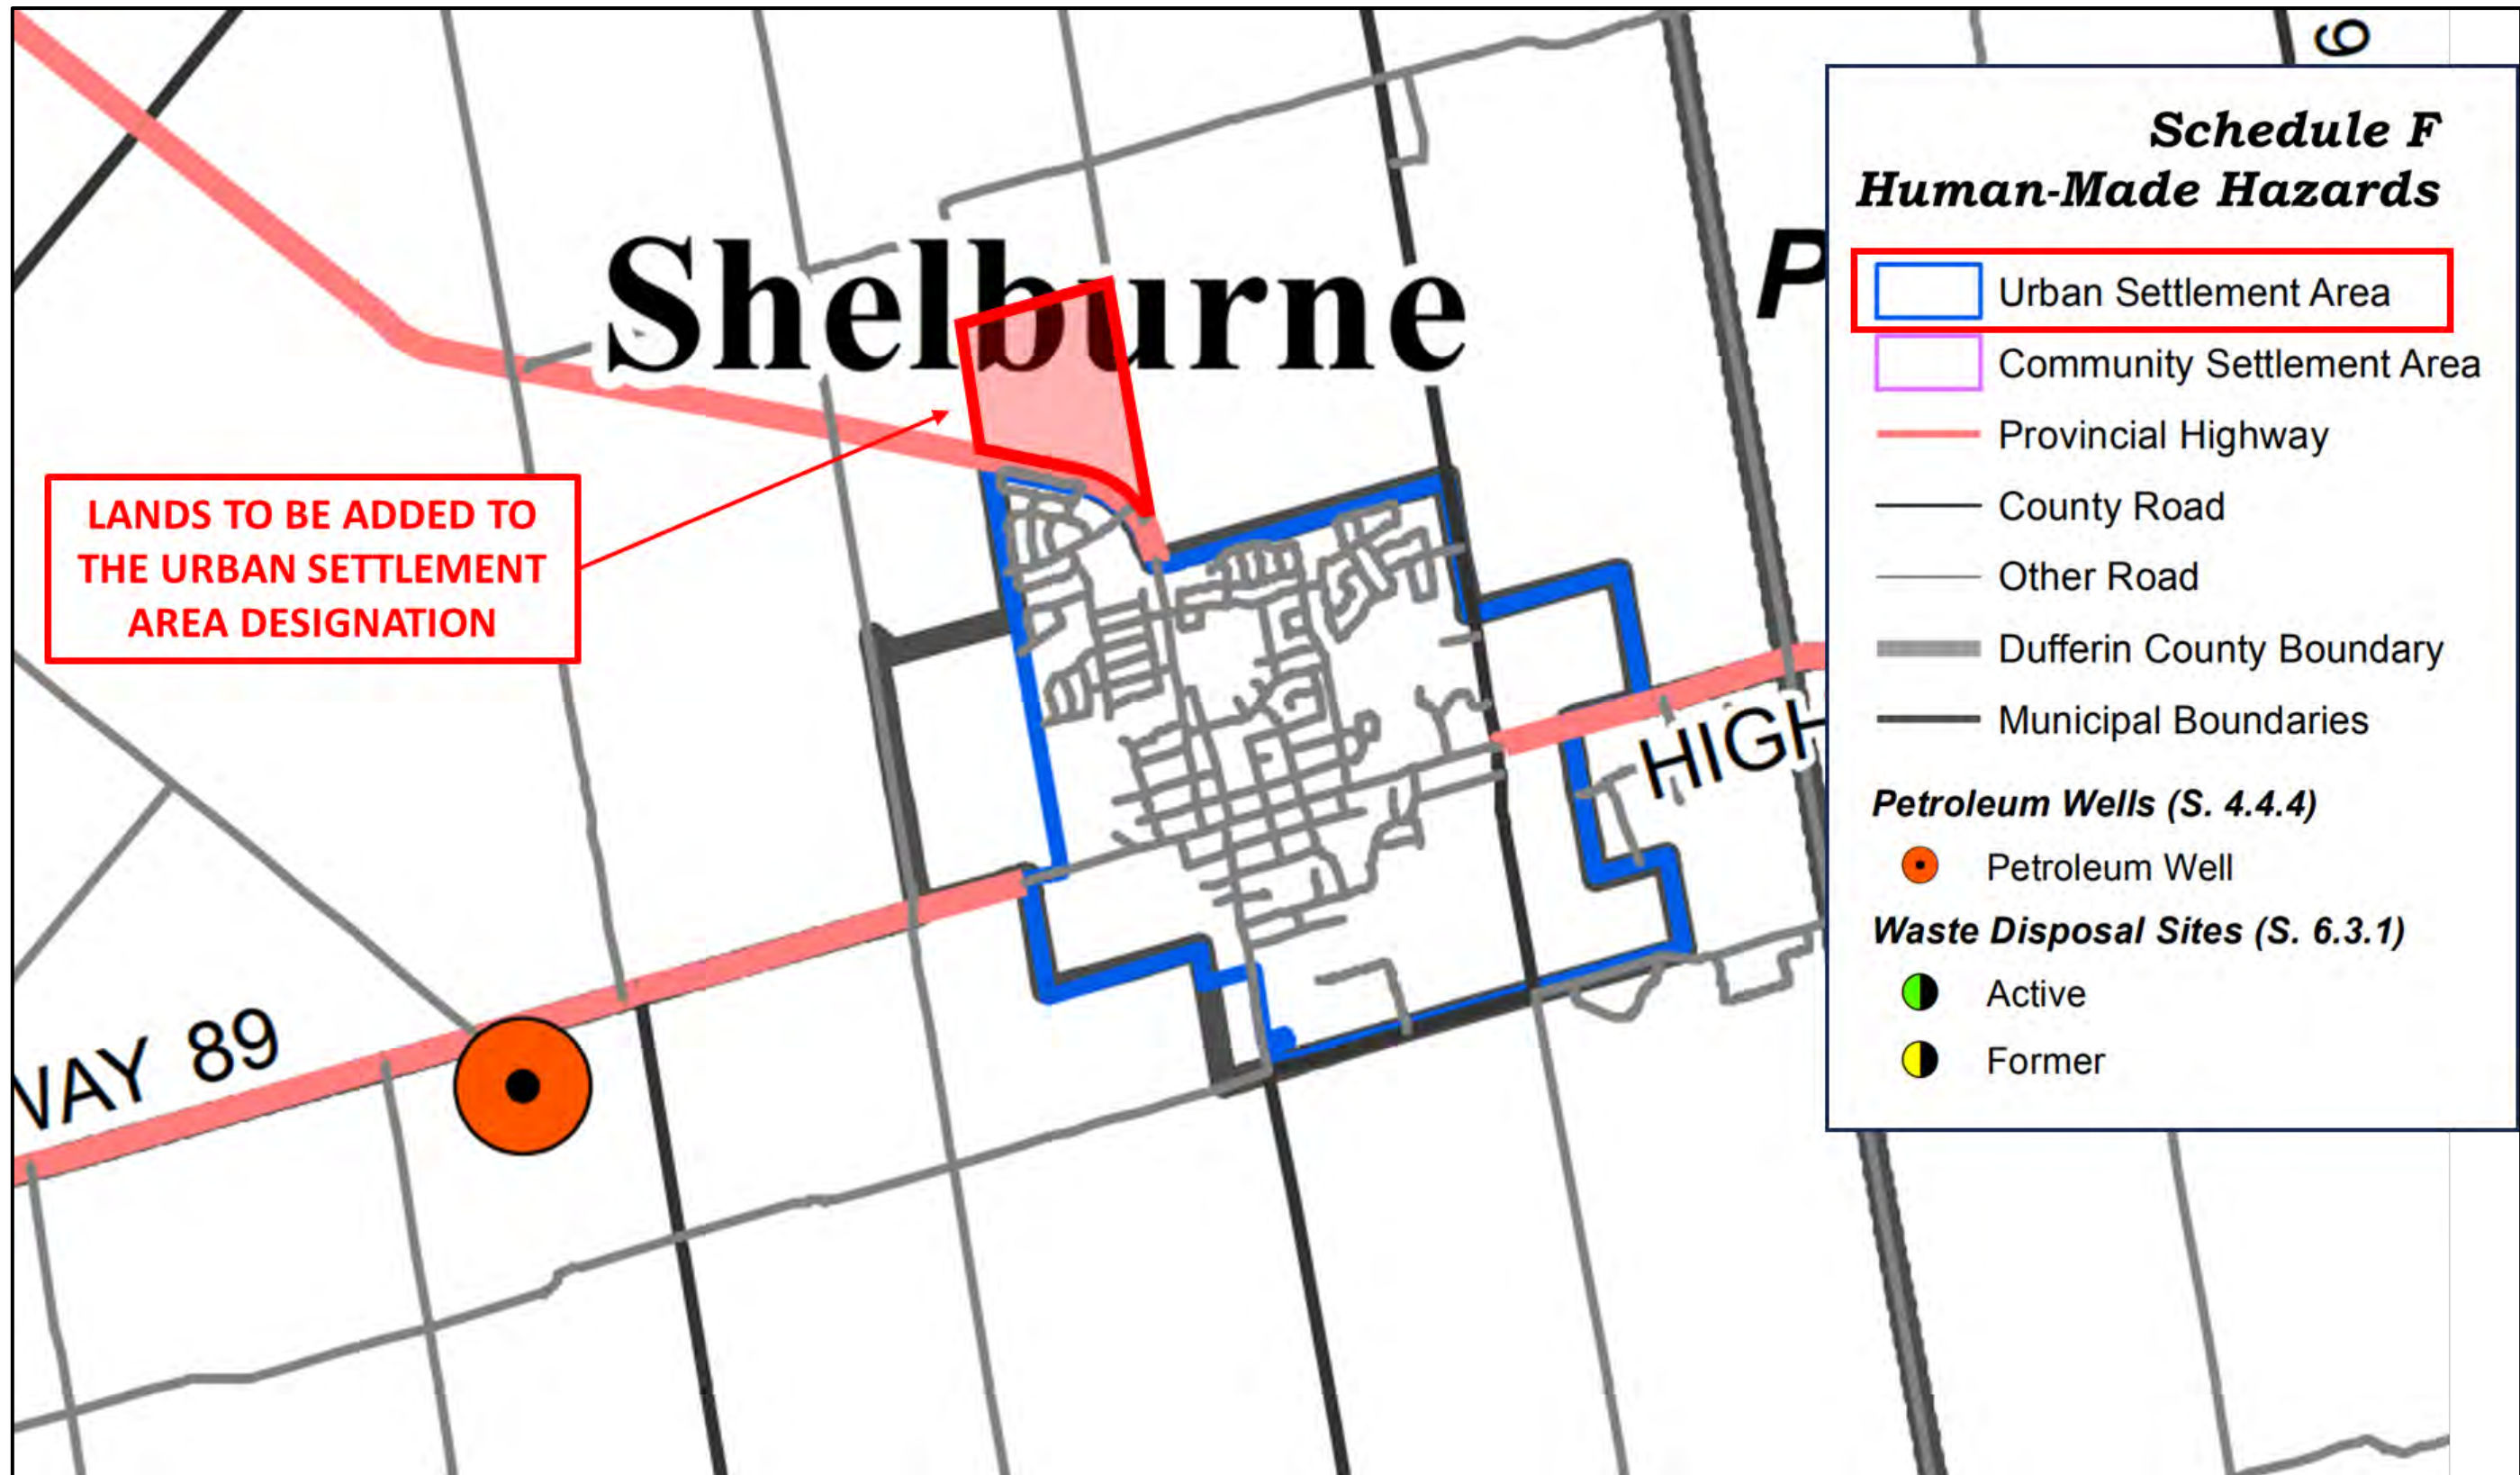 9
Shelburne
P
LANDS TO BE ADDED TO
THE URBAN SETTLEMENT
AREA DESIGNATION
HIGH
WAY 89
Schedule F
Human-Made Hazards
Urban Settlement Area
Community Settlement Area
Provincial Highway
County Road
Other Road
Dufferin County Boundary
Municipal Boundaries
Petroleum Wells (S. 4.4.4)
Petroleum Well
Waste Disposal Sites (S. 6.3.1)
Active
Former